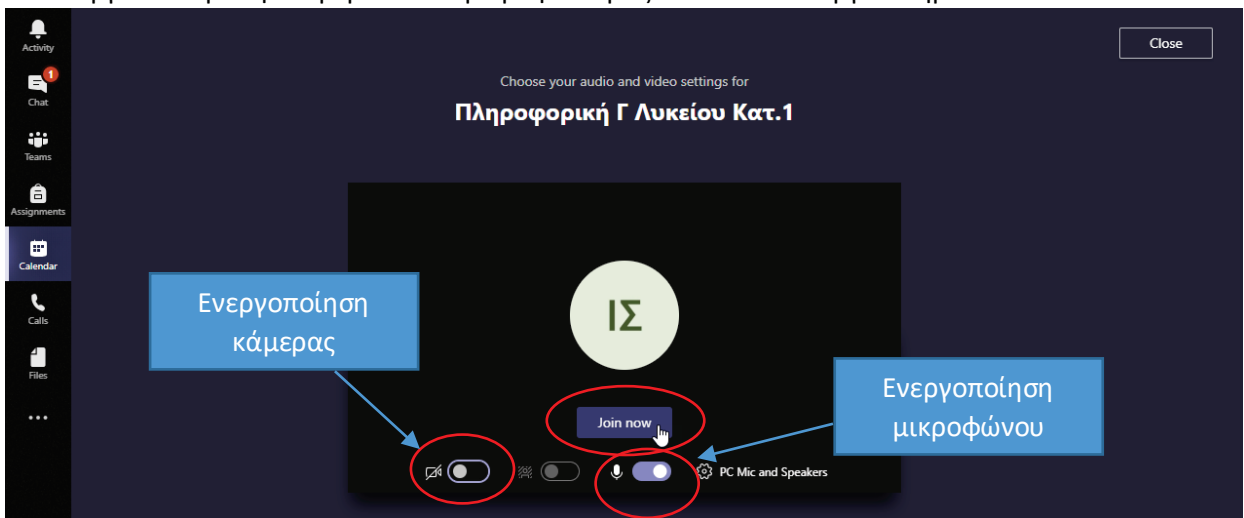 Activity
1
Chat
Teams
Assignments
Calendar
Calls
Files
Close
Choose your audio and video settings for
Πληροφορική Γ Λυκείου Κατ.1
Ενεργοποίηση
κάμερας
ΙΣ
Join now
Ενεργοποίηση
μικροφώνου
PC Mic and Speakers